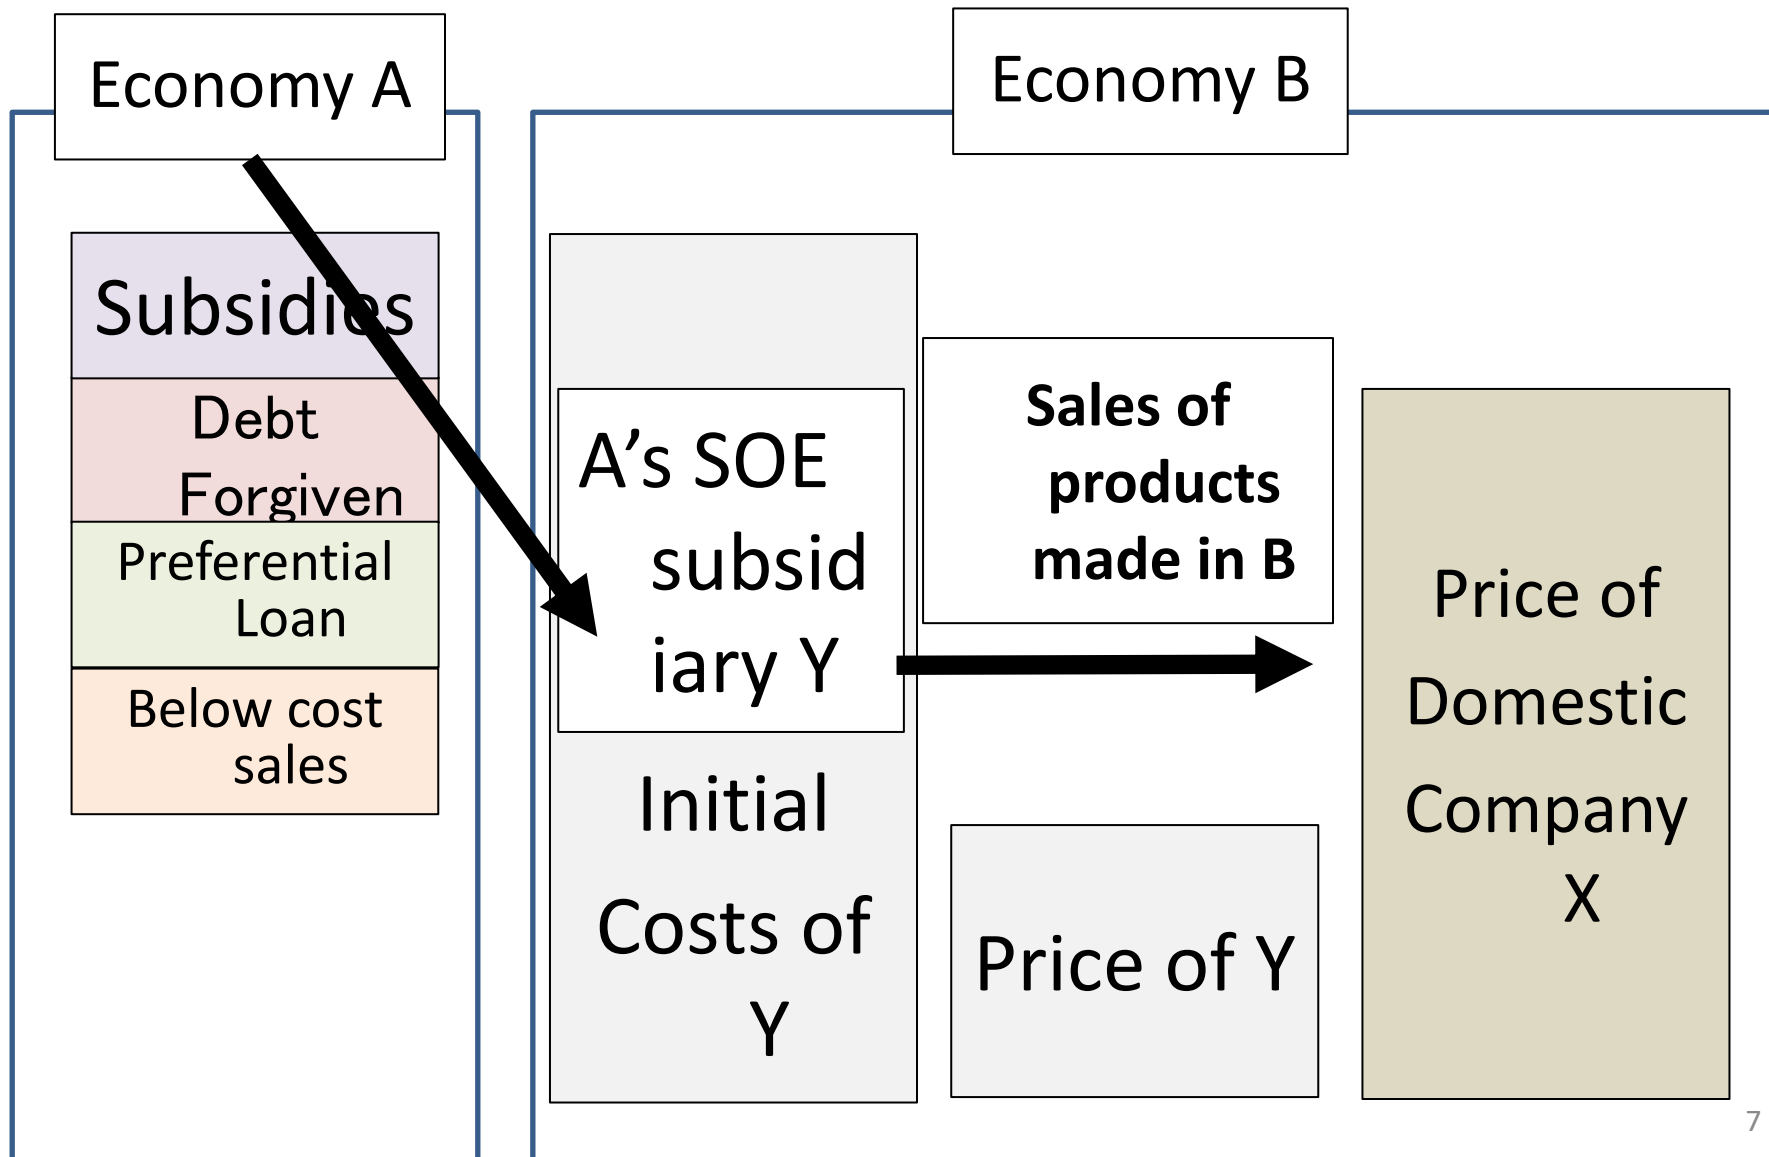 Economy A
Economy B
Subsidies
Debt
Forgiven
Preferential
Loan
Below cost
sales
A’s SOE
subsid
iary Y
Initial
Costs of
Y
Sales of
products
made in B
Price of Y
Price of
Domestic
Company
X
7